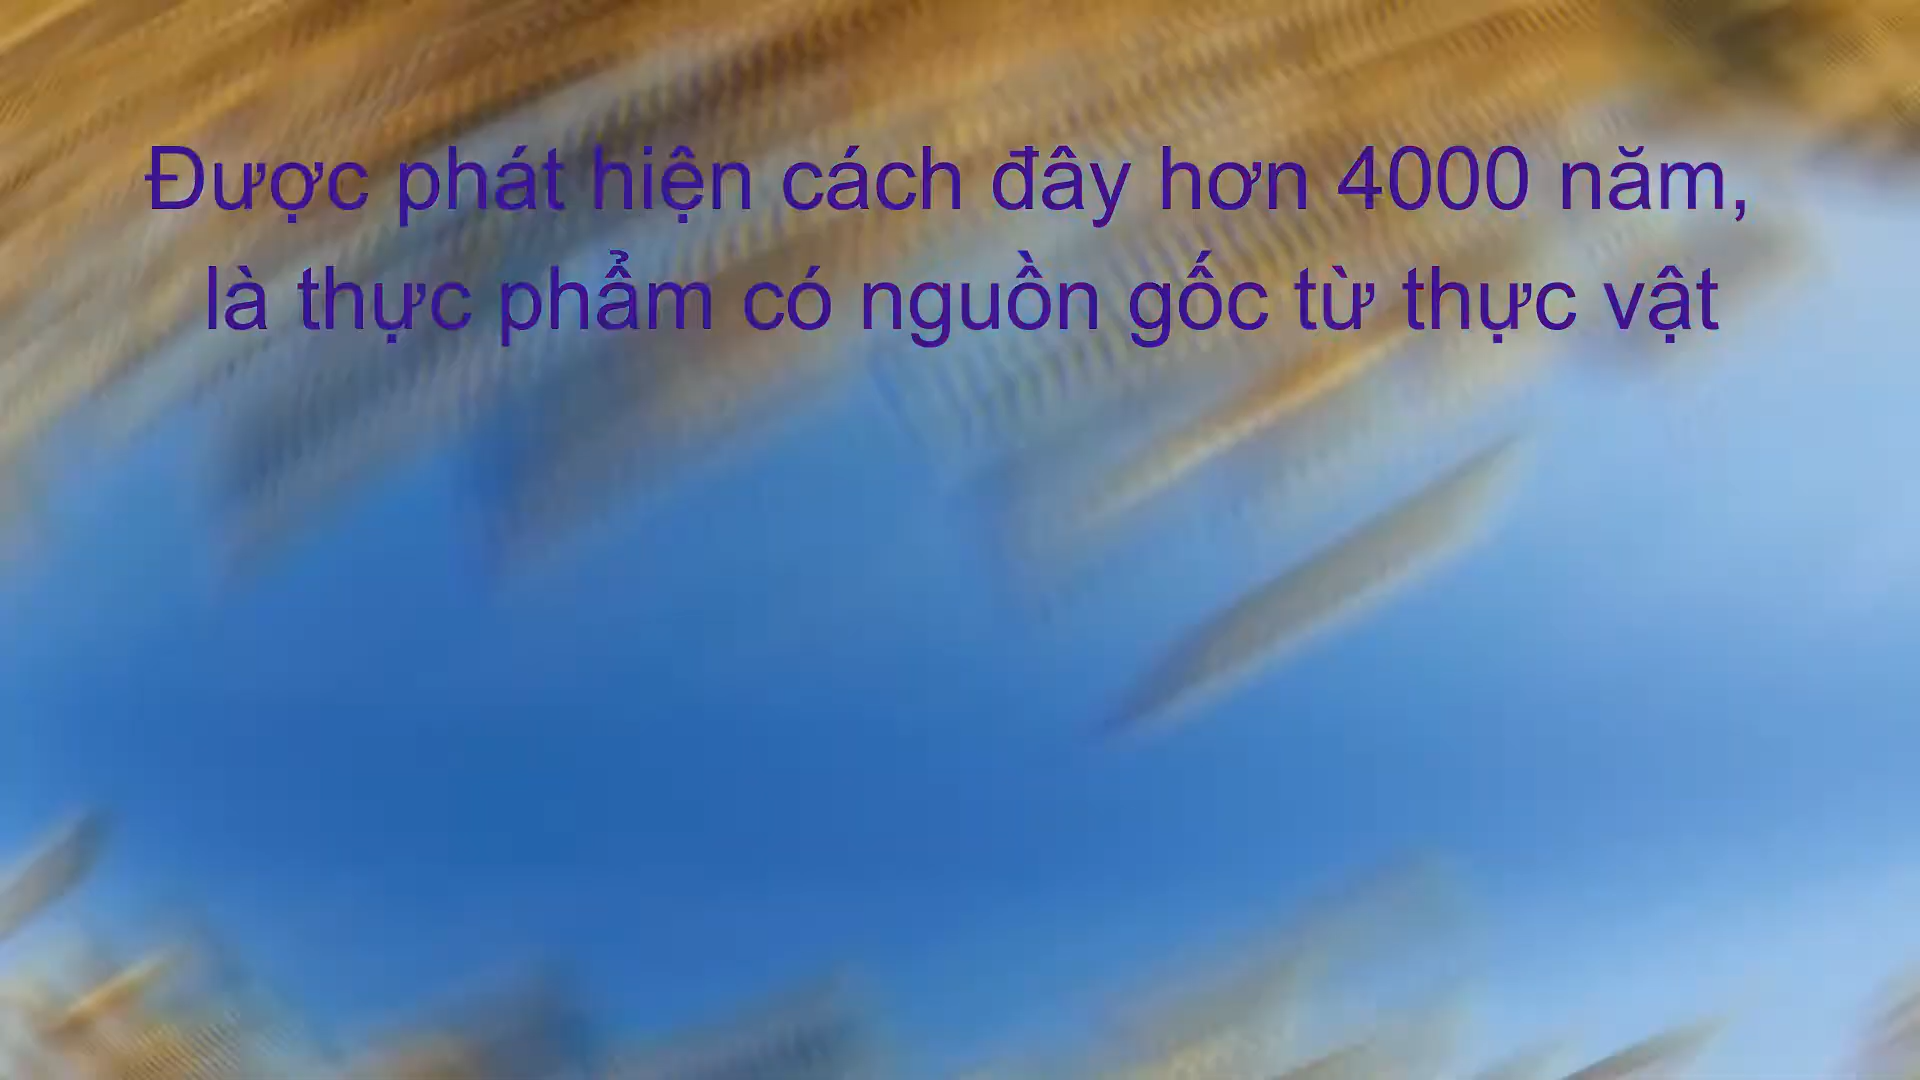 Được phát hiện cách đây hơn 4000 năm,
là thực phẩm có nguồn gốc từ thực vật